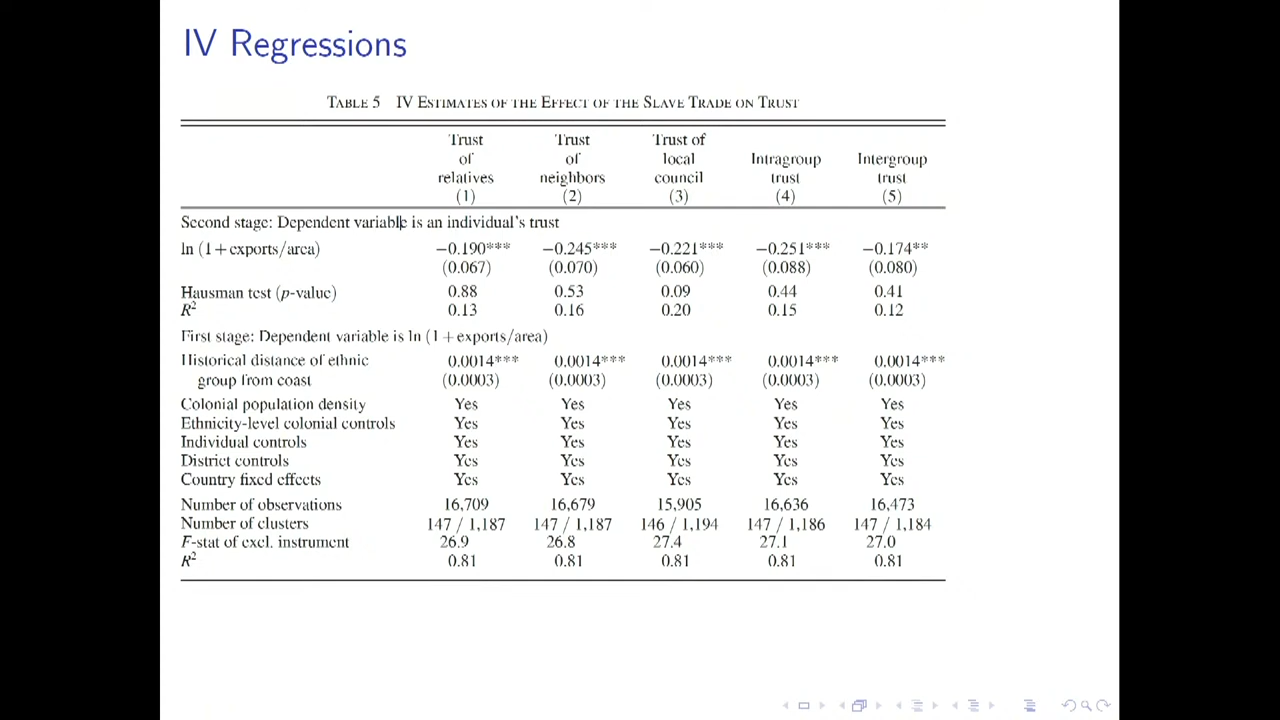 IV Regressions
TABLE 5 IV ESTIMATES OF THE EFFECT OF THE SLAVE TRADE ON TRUST
Trust of relatives (1) Trust of neighbors (2) Trust of local council (3) Intragroup trust (4) Intergroup trust (5)
Second stage: Dependent variable is an individual's trust
ln (1+exports/area) −0.190*** −0.245*** −0.221*** −0.251*** −0.174**
(0.067) (0.070) (0.060) (0.088) (0.080)
Hausman test (p-value) 0.88 0.53 0.09 0.44 0.41
R² 0.13 0.16 0.20 0.15 0.12
First stage: Dependent variable is ln (1+exports/area)
Historical distance of ethnic 0.0014*** 0.0014*** 0.0014*** 0.0014*** 0.0014***
group from coast (0.0003) (0.0003) (0.0003) (0.0003) (0.0003)
Colonial population density Yes Yes Yes Yes Yes
Ethnicity-level colonial controls Yes Yes Yes Yes Yes
Individual controls Yes Yes Yes Yes Yes
District controls Yes Yes Yes Yes Yes
Country fixed effects Yes Yes Yes Yes Yes
Number of observations 16,709 16,679 15,905 16,636 16,473
Number of clusters 147 / 1,187 147 / 1,187 146 / 1,194 147 / 1,186 147 / 1,184
F-stat of excl. instrument 26.9 26.8 27.4 27.1 27.0
R² 0.81 0.81 0.81 0.81 0.81